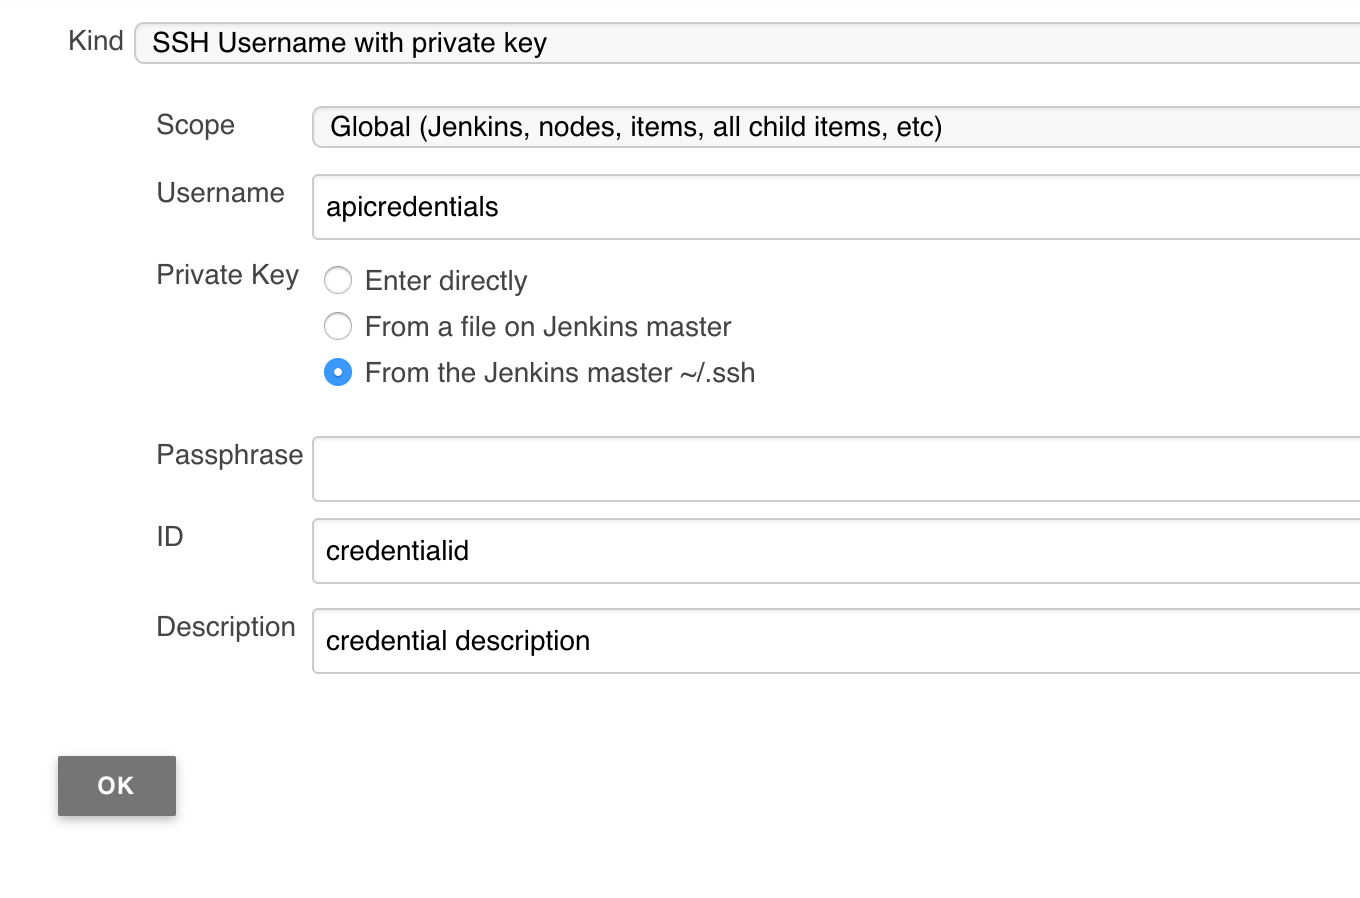 Kind SSH Username with private key
Scope Global (Jenkins, nodes, items, all child items, etc)
Username apicredentials
Private Key Enter directly
From a file on Jenkins master
From the Jenkins master ~/.ssh
Passphrase
ID credentialid
Description credential description
OK